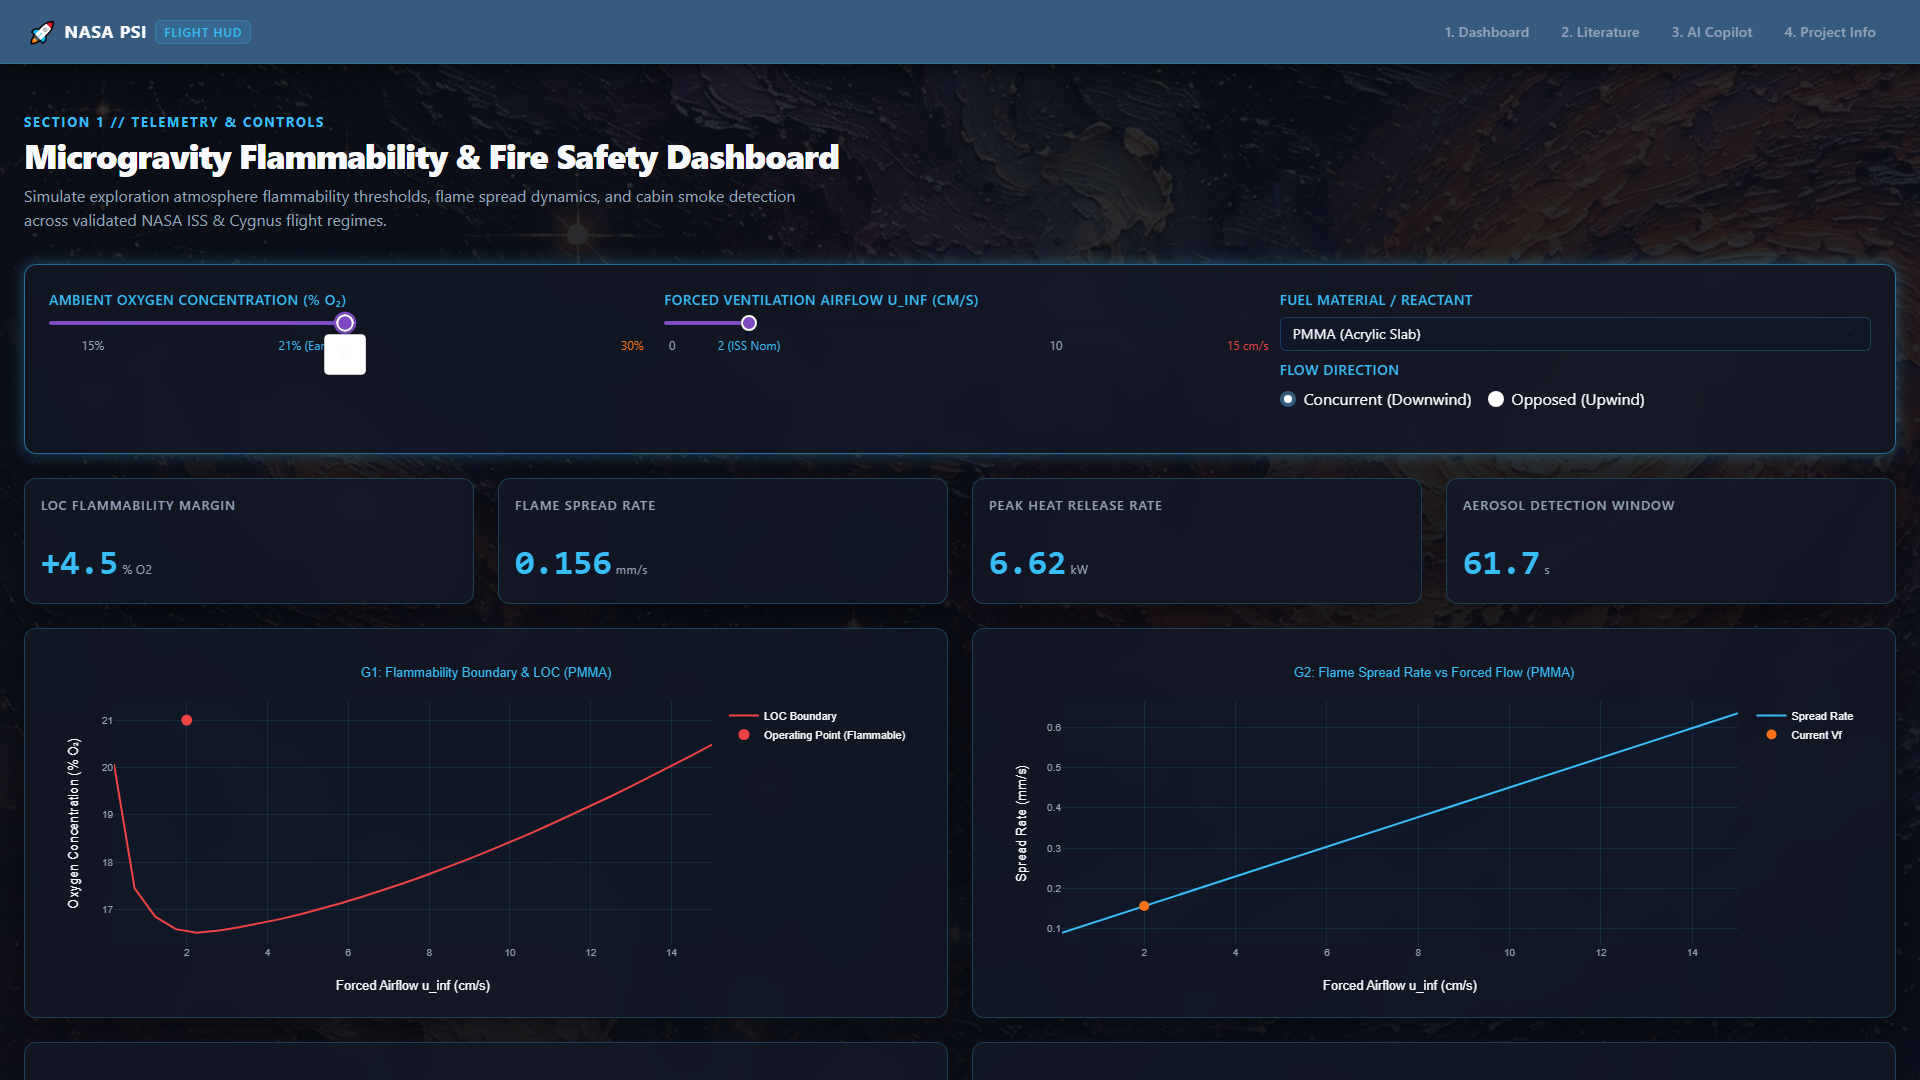 NASA PSI FLIGHT HUD
1. Dashboard 2. Literature 3. AI Copilot 4. Project Info
SECTION 1 // TELEMETRY & CONTROLS
Microgravity Flammability & Fire Safety Dashboard
Simulate exploration atmosphere flammability thresholds, flame spread dynamics, and cabin smoke detection
across validated NASA ISS & Cygnus flight regimes.
AMBIENT OXYGEN CONCENTRATION (% O₂)
15% 21% (Ear 30%
FORCED VENTILATION AIRFLOW U_INF (CM/S)
0 2 (ISS Nom) 10 15 cm/s
FUEL MATERIAL / REACTANT
PMMA (Acrylic Slab)
FLOW DIRECTION
Concurrent (Downwind) Opposed (Upwind)
LOC FLAMMABILITY MARGIN
+4.5 % O2
FLAME SPREAD RATE
0.156 mm/s
PEAK HEAT RELEASE RATE
6.62 kW
AEROSOL DETECTION WINDOW
61.7 s
G1: Flammability Boundary & LOC (PMMA)
LOC Boundary
Operating Point (Flammable)
Oxygen Concentration (% O₂)
21
20
19
18
17
2 4 6 8 10 12 14
Forced Airflow u_inf (cm/s)
G2: Flame Spread Rate vs Forced Flow (PMMA)
Spread Rate
Current Vf
Spread Rate (mm/s)
0.6
0.5
0.4
0.3
0.2
0.1
2 4 6 8 10 12 14
Forced Airflow u_inf (cm/s)